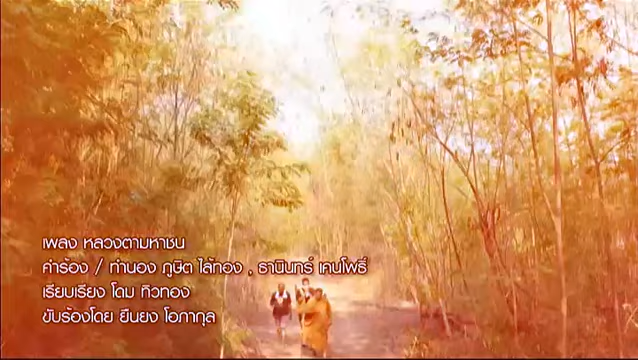 เพลง หลวงตามหาชน
คำร้อง / ทำนอง ภูษิต ไล้ทอง , ธานินทร์ เคนโพธิ์
เรียบเรียง โดม ทิวทอง
ขับร้องโดย ยืนยง โอภากุล